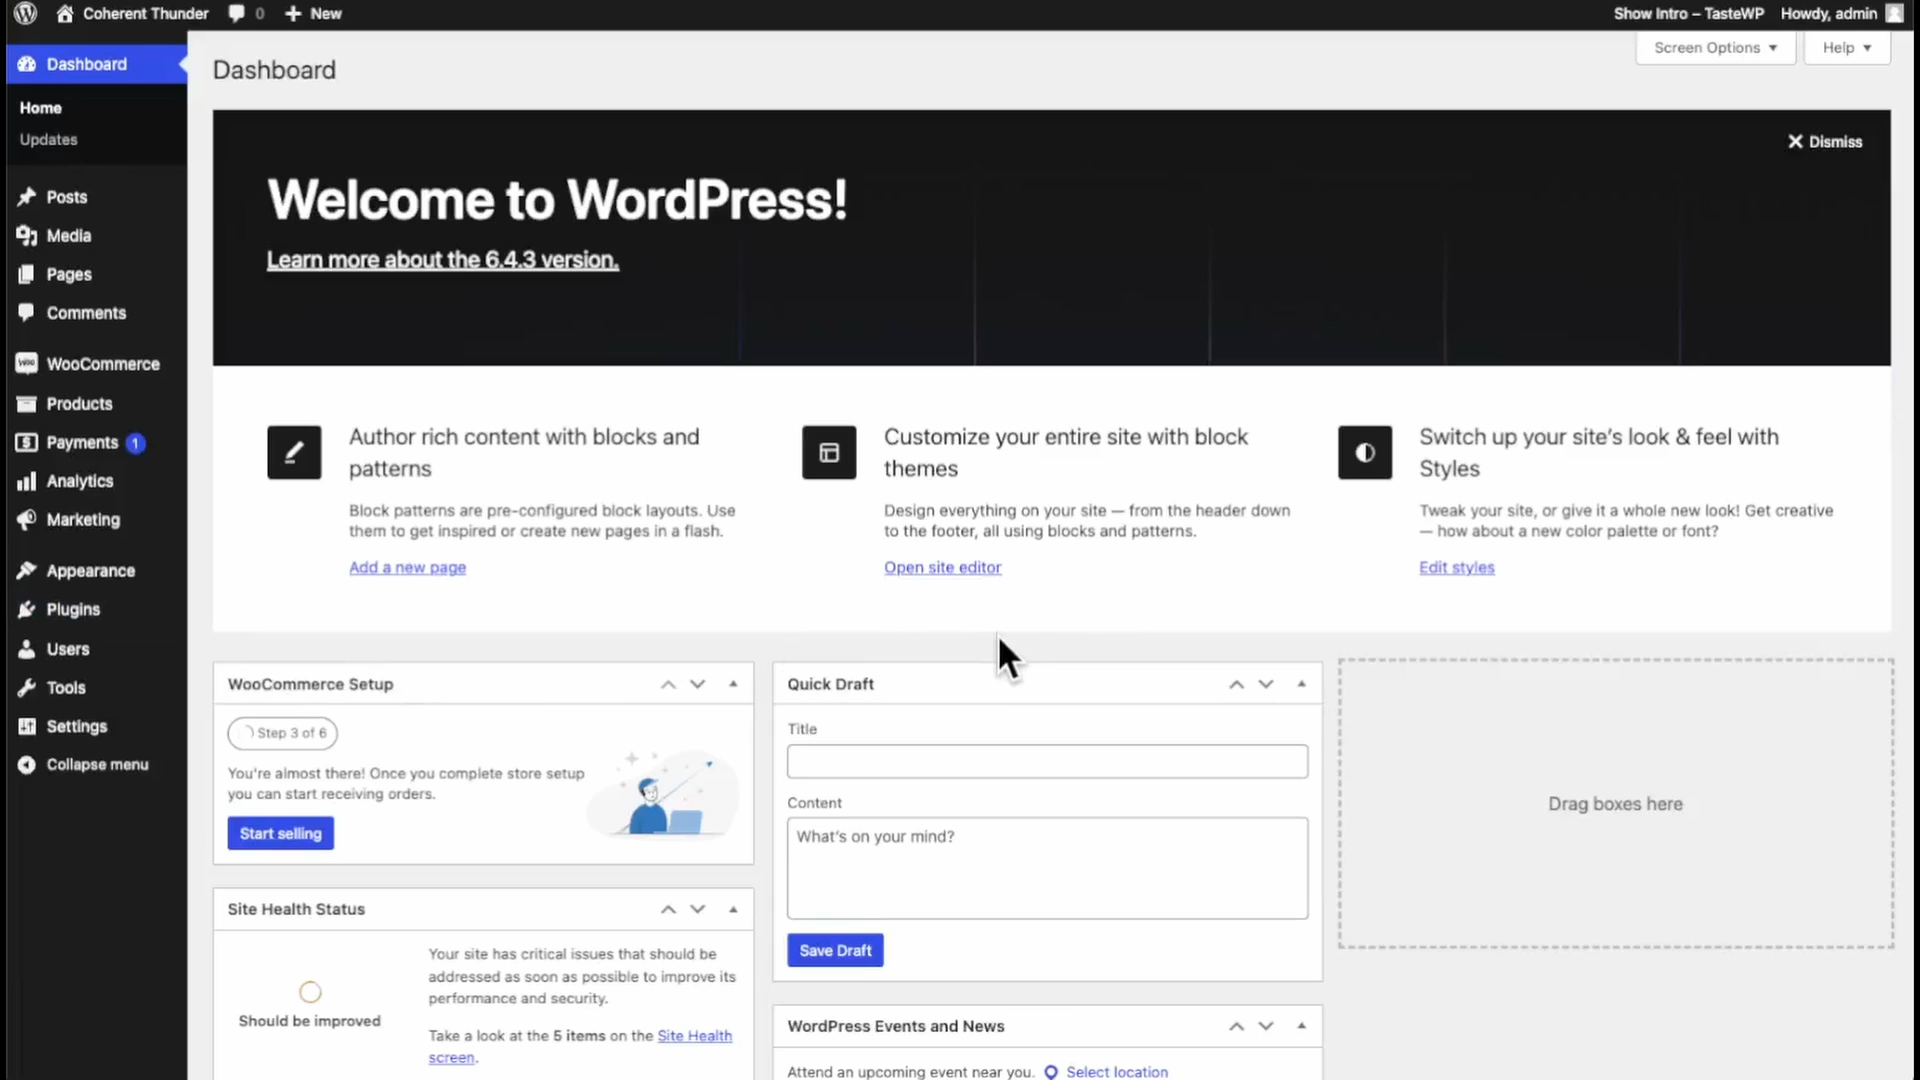 Coherent Thunder 0 New Show Intro – TasteWP Howdy, admin
Screen Options Help
Dashboard
Home
Updates
Posts
Media
Pages
Comments
WooCommerce
Products
Payments 1
Analytics
Marketing
Appearance
Plugins
Users
Tools
Settings
Collapse menu
Dashboard
Dismiss
Welcome to WordPress!
Learn more about the 6.4.3 version.
Author rich content with blocks and
patterns
Block patterns are pre-configured block layouts. Use
them to get inspired or create new pages in a flash.
Add a new page
Customize your entire site with block
themes
Design everything on your site — from the header down
to the footer, all using blocks and patterns.
Open site editor
Switch up your site’s look & feel with
Styles
Tweak your site, or give it a whole new look! Get creative
— how about a new color palette or font?
Edit styles
WooCommerce Setup
Step 3 of 6
You're almost there! Once you complete store setup
you can start receiving orders.
Start selling
Site Health Status
Should be improved
Your site has critical issues that should be
addressed as soon as possible to improve its
performance and security.
Take a look at the 5 items on the Site Health
screen.
Quick Draft
Title
Content
What’s on your mind?
Save Draft
WordPress Events and News
Attend an upcoming event near you. Select location
Drag boxes here